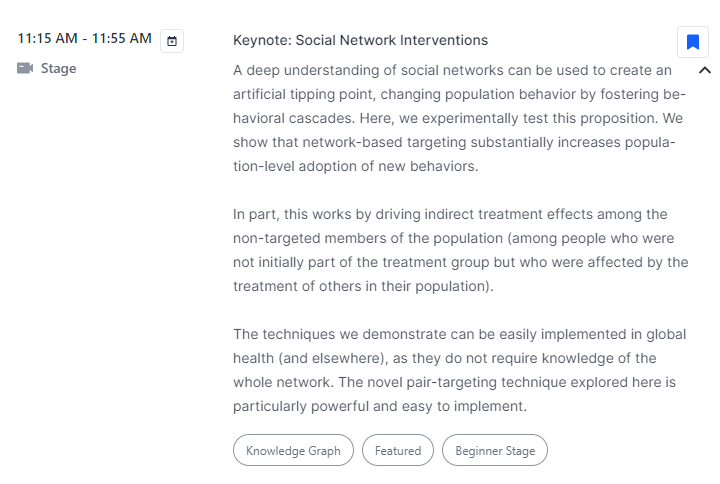 11:15 AM - 11:55 AM
Stage
Keynote: Social Network Interventions
A deep understanding of social networks can be used to create an
artificial tipping point, changing population behavior by fostering be-
havioral cascades. Here, we experimentally test this proposition. We
show that network-based targeting substantially increases popula-
tion-level adoption of new behaviors.
In part, this works by driving indirect treatment effects among the
non-targeted members of the population (among people who were
not initially part of the treatment group but who were affected by the
treatment of others in their population).
The techniques we demonstrate can be easily implemented in global
health (and elsewhere), as they do not require knowledge of the
whole network. The novel pair-targeting technique explored here is
particularly powerful and easy to implement.
Knowledge Graph
Featured
Beginner Stage